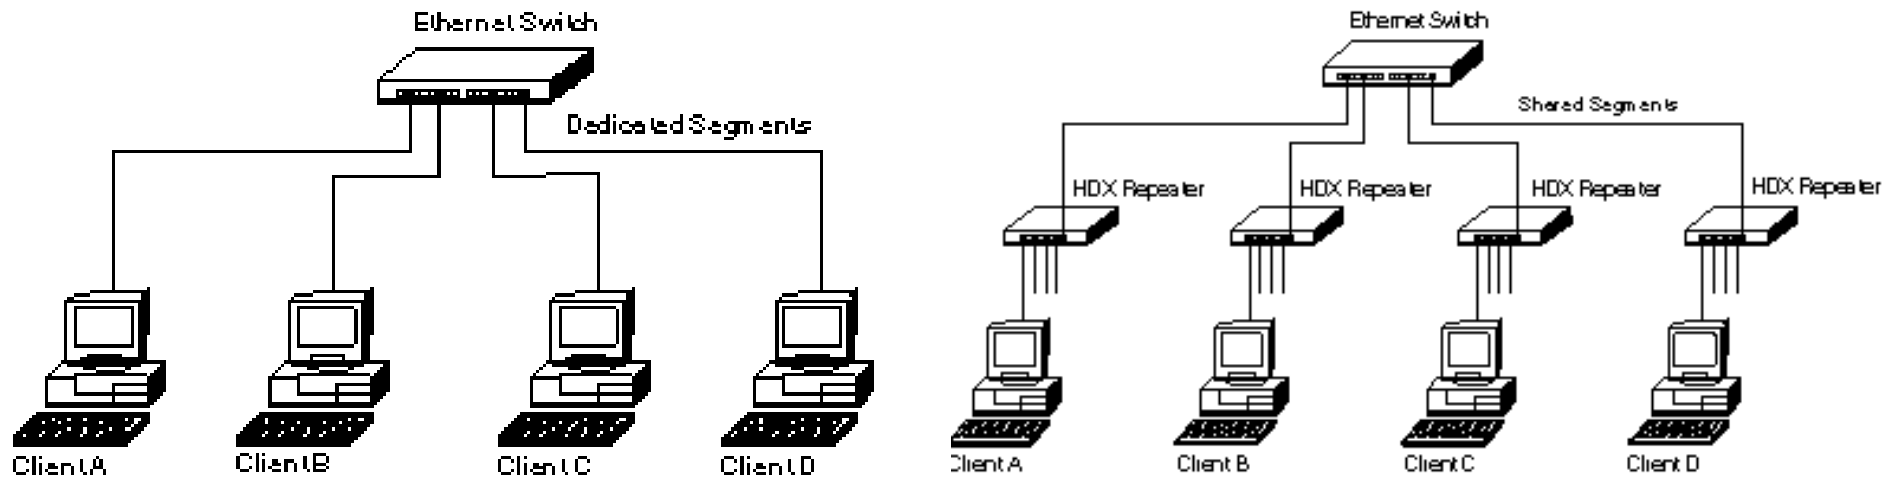 Ethernet Switch
Dedicated Segments
Client A
Client B
Client C
Client D
Ethernet Switch
Shared Segments
HDX Repeater
HDX Repeater
HDX Repeater
HDX Repeater
Client A
Client B
Client C
Client D